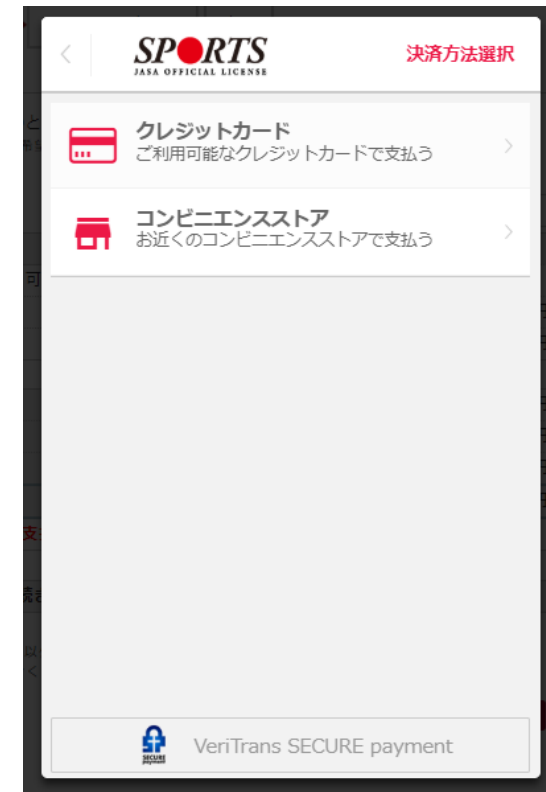 SPORTS
JASA OFFICIAL LICENSE
決済方法選択
クレジットカード
ご利用可能なクレジットカードで支払う
コンビニエンスストア
お近くのコンビニエンスストアで支払う
SECURE
payment
VeriTrans SECURE payment